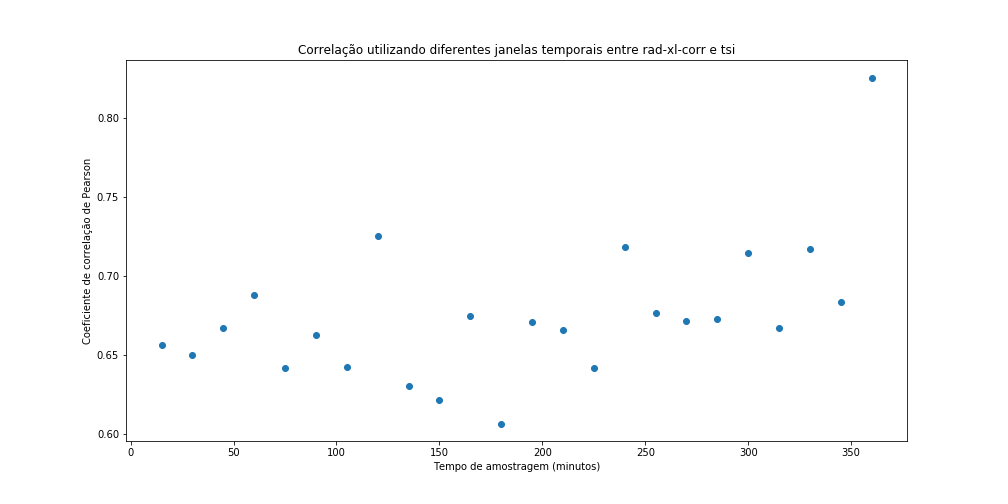 Correlação utilizando diferentes janelas temporais entre rad-xl-corr e tsi
Coeficiente de correlação de Pearson
0.80
0.75
0.70
0.65
0.60
0 50 100 150 200 250 300 350
Tempo de amostragem (minutos)